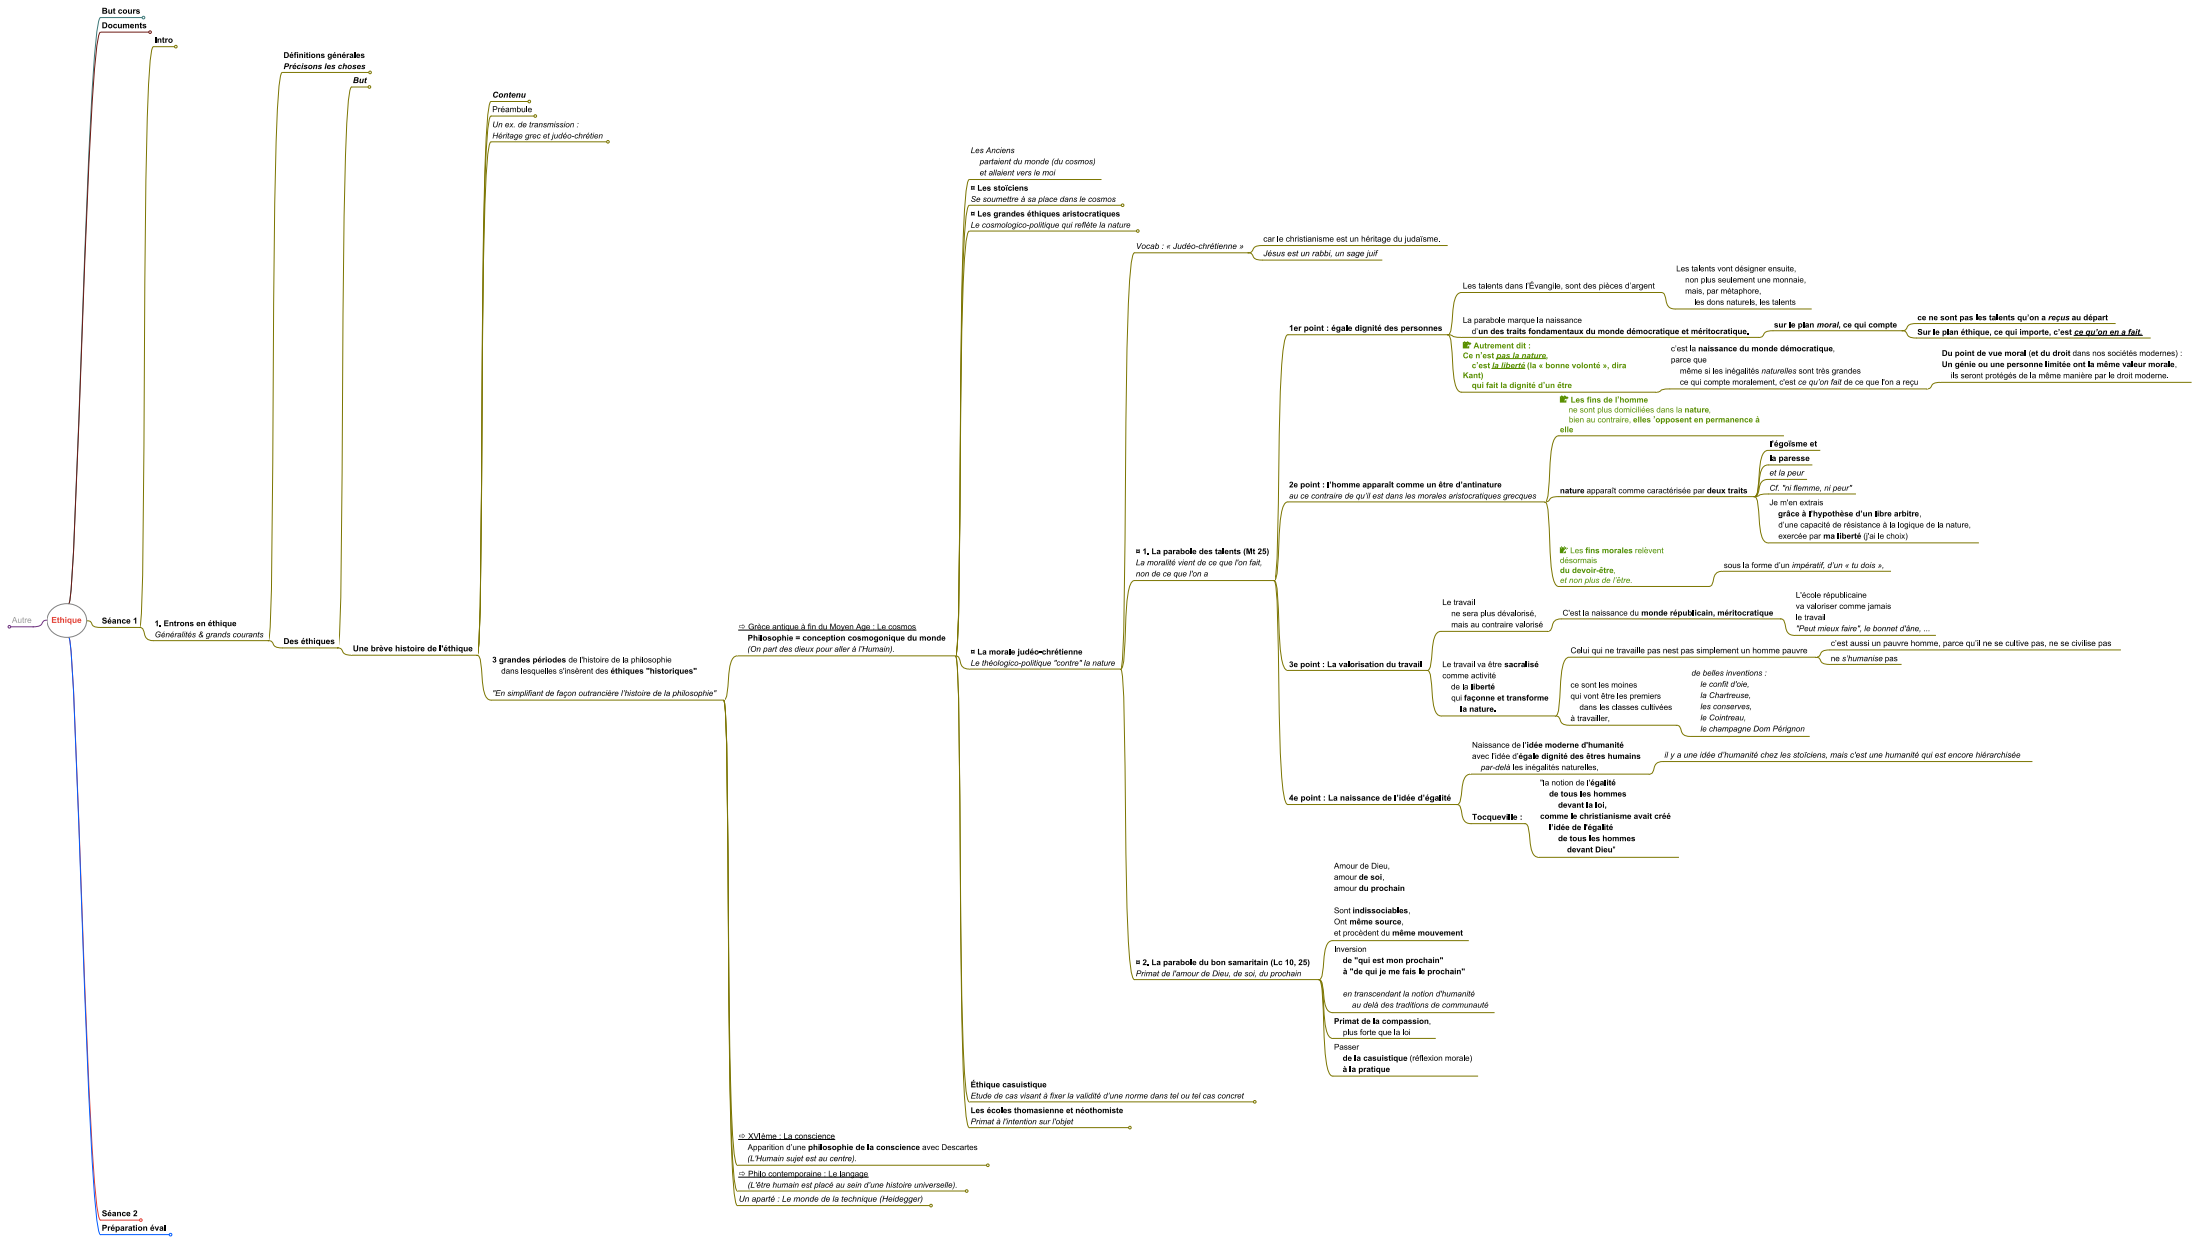 But cours
Documents
Intro
Définitions générales
Précisons les choses
But
Contenu
Préambule
Un ex. de transmission :
Héritage grec et judéo-chrétien
Les Anciens
partaient du monde (du cosmos)
et allaient vers le moi
¤ Les stoïciens
Se soumettre à sa place dans le cosmos
¤ Les grandes éthiques aristocratiques
Le cosmologico-politique qui reflète la nature
Vocab : « Judéo-chrétienne »
car le christianisme est un héritage du judaïsme.
Jésus est un rabbi, un sage juif
1er point : égale dignité des personnes
Les talents dans l'Évangile, sont des pièces d'argent
Les talents vont désigner ensuite,
non plus seulement une monnaie,
mais, par métaphore,
les dons naturels, les talents
La parabole marque la naissance
d'un des traits fondamentaux du monde démocratique et méritocratique.
sur le plan moral, ce qui compte
ce ne sont pas les talents qu'on a reçus au départ
Sur le plan éthique, ce qui importe, c'est ce qu'on en a fait.
Autrement dit :
Ce n'est pas la nature,
c'est la liberté (la « bonne volonté », dira
Kant)
qui fait la dignité d'un être
c'est la naissance du monde démocratique,
parce que
même si les inégalités naturelles sont très grandes
ce qui compte moralement, c'est ce qu'on fait de ce que l'on a reçu
Du point de vue moral (et du droit dans nos sociétés modernes) :
Un génie ou une personne limitée ont la même valeur morale,
ils seront protégés de la même manière par le droit moderne.
2e point : l'homme apparaît comme un être d'antinature
au ce contraire de qu'il est dans les morales aristocratiques grecques
Les fins de l'homme
ne sont plus domiciliées dans la nature,
bien au contraire, elles 'opposent en permanence à
elle
nature apparaît comme caractérisée par deux traits
l'égoïsme et
la paresse
et la peur
Cf. "ni flemme, ni peur"
Je m'en extrais
grâce à l'hypothèse d'un libre arbitre,
d'une capacité de résistance à la logique de la nature,
exercée par ma liberté (j'ai le choix)
Les fins morales relèvent
désormais
du devoir-être,
et non plus de l'être.
sous la forme d'un impératif, d'un « tu dois »,
¤ 1. La parabole des talents (Mt 25)
La moralité vient de ce que l'on fait,
non de ce que l'on a
Autre
Ethique
Séance 1
1. Entrons en éthique
Généralités & grands courants
Des éthiques
Une brève histoire de l'éthique
3 grandes périodes de l'histoire de la philosophie
dans lesquelles s'insèrent des éthiques "historiques"
"En simplifiant de façon outrancière l'histoire de la philosophie"
⇨ Grèce antique à fin du Moyen Age : Le cosmos
Philosophie = conception cosmogonique du monde
(On part des dieux pour aller à l'Humain).
¤ La morale judéo-chrétienne
Le théologico-politique "contre" la nature
3e point : La valorisation du travail
Le travail
ne sera plus dévalorisé,
mais au contraire valorisé
C'est la naissance du monde républicain, méritocratique
L'école républicaine
va valoriser comme jamais
le travail
"Peut mieux faire", le bonnet d'âne, ...
Le travail va être sacralisé
comme activité
de la liberté
qui façonne et transforme
la nature.
Celui qui ne travaille pas nest pas simplement un homme pauvre
c'est aussi un pauvre homme, parce qu'il ne se cultive pas, ne se civilise pas
ne s'humanise pas
ce sont les moines
qui vont être les premiers
dans les classes cultivées
à travailler,
de belles inventions :
le confit d'oie,
la Chartreuse,
les conserves,
le Cointreau,
le champagne Dom Pérignon
4e point : La naissance de l'idée d'égalité
Naissance de l'idée moderne d'humanité
avec l'idée d'égale dignité des êtres humains
par-delà les inégalités naturelles,
il y a une idée d'humanité chez les stoïciens, mais c'est une humanité qui est encore hiérarchisée
Tocqueville :
"la notion de l'égalité
de tous les hommes
devant la loi,
comme le christianisme avait créé
l'idée de l'égalité
de tous les hommes
devant Dieu"
¤ 2. La parabole du bon samaritain (Lc 10, 25)
Primat de l'amour de Dieu, de soi, du prochain
Amour de Dieu,
amour de soi,
amour du prochain
Sont indissociables,
Ont même source,
et procèdent du même mouvement
Inversion
de "qui est mon prochain"
à "de qui je me fais le prochain"
en transcendant la notion d'humanité
au delà des traditions de communauté
Primat de la compassion,
plus forte que la loi
Passer
de la casuistique (réflexion morale)
à la pratique
Éthique casuistique
Etude de cas visant à fixer la validité d'une norme dans tel ou tel cas concret
Les écoles thomasienne et néothomiste
Primat à l'intention sur l'objet
⇨ XVIème : La conscience
Apparition d'une philosophie de la conscience avec Descartes
(L'Humain sujet est au centre).
⇨ Philo contemporaine : Le langage
(L'être humain est placé au sein d'une histoire universelle).
Un aparté : Le monde de la technique (Heidegger)
Séance 2
Préparation éval